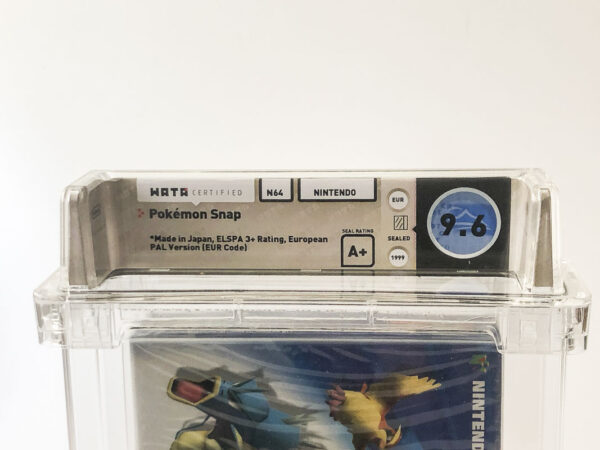 WATA CERTIFIED
N64
NINTENDO
Pokémon Snap
*Made in Japan, ELSPA 3+ Rating, European
PAL Version (EUR Code)
SEAL RATING
A+
EUR
SEALED
1999
9.6
NINTEND